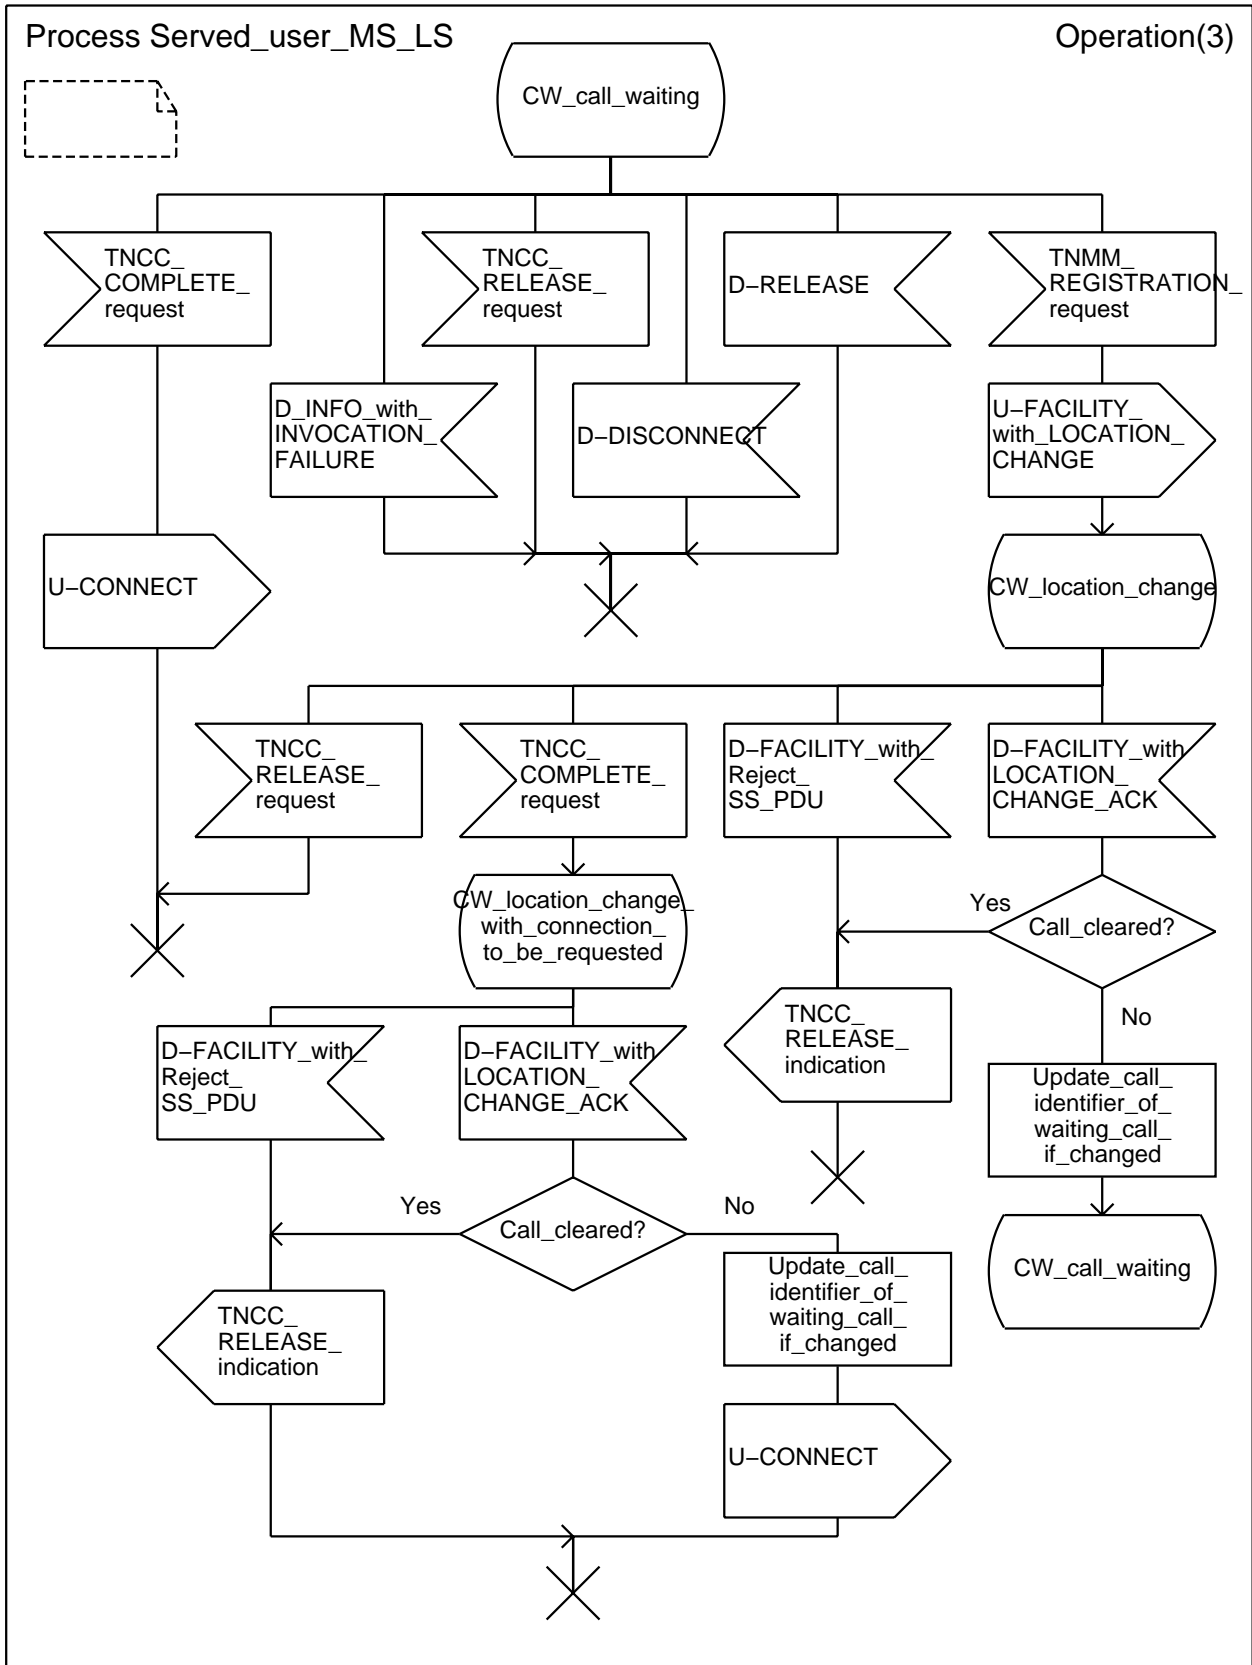 Process Served_user_MS_LS
Operation(3)
CW_call_waiting
TNCC_
COMPLETE_
request
TNCC_
RELEASE_
request
D–RELEASE
TNMM_
REGISTRATION_
request
D_INFO_with_
INVOCATION_
FAILURE
D–DISCONNECT
U–FACILITY_
with_LOCATION_
CHANGE
U–CONNECT
CW_location_change
TNCC_
RELEASE_
request
TNCC_
COMPLETE_
request
D–FACILITY_with_
Reject_
SS_PDU
D–FACILITY_with_
LOCATION_
CHANGE_ACK
CW_location_change_
with_connection_
to_be_requested
Yes
Call_cleared?
No
D–FACILITY_with_
Reject_
SS_PDU
D–FACILITY_with_
LOCATION_
CHANGE_ACK
TNCC_
RELEASE_
indication
Update_call_
identifier_of_
waiting_call_
if_changed
Yes
Call_cleared?
No
Update_call_
identifier_of_
waiting_call_
if_changed
CW_call_waiting
TNCC_
RELEASE_
indication
U–CONNECT